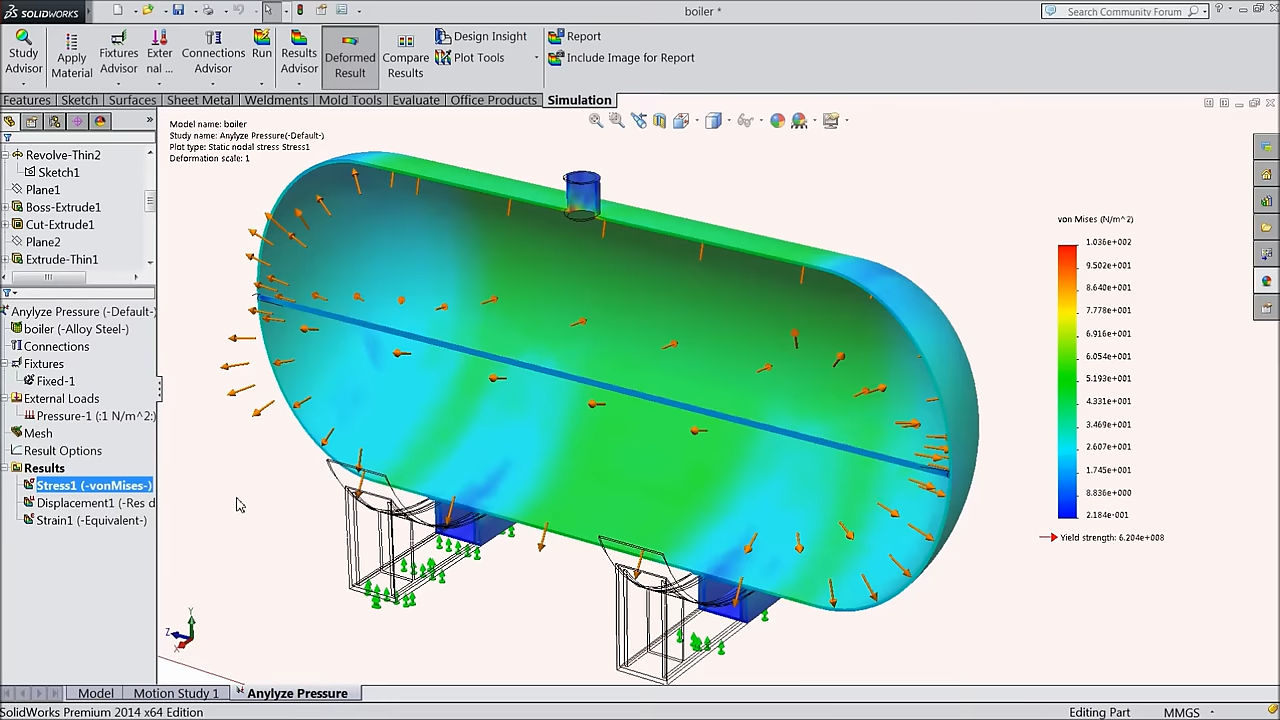 SOLIDWORKS
boiler *
Search Community Forum
Study Advisor
Apply Material
Fixtures Advisor
Exter nal ...
Connections Advisor
Run
Results Advisor
Deformed Result
Compare Results
Design Insight
Plot Tools
Report
Include Image for Report
Features
Sketch
Surfaces
Sheet Metal
Weldments
Mold Tools
Evaluate
Office Products
Simulation
Revolve-Thin2
Sketch1
Plane1
Boss-Extrude1
Cut-Extrude1
Plane2
Extrude-Thin1
Anylyze Pressure (-Default-)
boiler (-Alloy Steel-)
Connections
Fixtures
Fixed-1
External Loads
Pressure-1 (:1 N/m^2:)
Mesh
Result Options
Results
Stress1 (-vonMises-)
Displacement1 (-Res d
Strain1 (-Equivalent-)
Model name: boiler
Study name: Anylyze Pressure(-Default-)
Plot type: Static nodal stress Stress1
Deformation scale: 1
von Mises (N/m^2)
1.036e+002
9.502e+001
8.640e+001
7.778e+001
6.916e+001
6.054e+001
5.193e+001
4.331e+001
3.469e+001
2.607e+001
1.745e+001
8.836e+000
2.184e-001
Yield strength: 6.204e+008
Y
Z
X
Model
Motion Study 1
Anylyze Pressure
SolidWorks Premium 2014 x64 Edition
Editing Part
MMGS